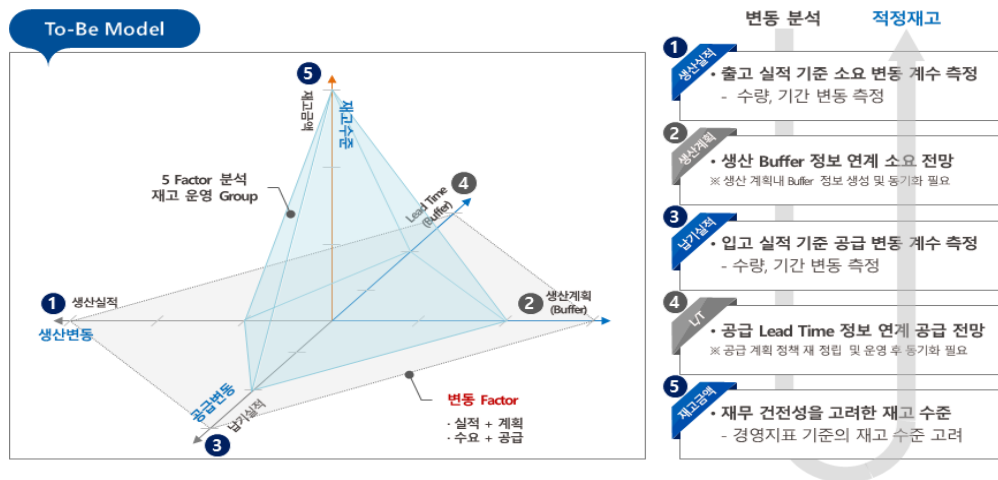 To-Be Model
5
재고금액
재고수준
5 Factor 분석
재고 운영 Group
4
Lead Time
(Buffer)
1 생산실적
생산변동
2 생산계획
(Buffer)
공급변동
납기실적
3
변동 Factor
· 실적 + 계획
· 수요 + 공급
변동 분석
적정재고
1
생산실적
• 출고 실적 기준 소요 변동 계수 측정
- 수량, 기간 변동 측정
2
생산계획
• 생산 Buffer 정보 연계 소요 전망
※ 생산 계획내 Buffer 정보 생성 및 동기화 필요
3
납기실적
• 입고 실적 기준 공급 변동 계수 측정
- 수량, 기간 변동 측정
4
L/T
• 공급 Lead Time 정보 연계 공급 전망
※ 공급 계획 정책 재 정립 및 운영 후 동기화 필요
5
재고금액
• 재무 건전성을 고려한 재고 수준
- 경영지표 기준의 재고 수준 고려